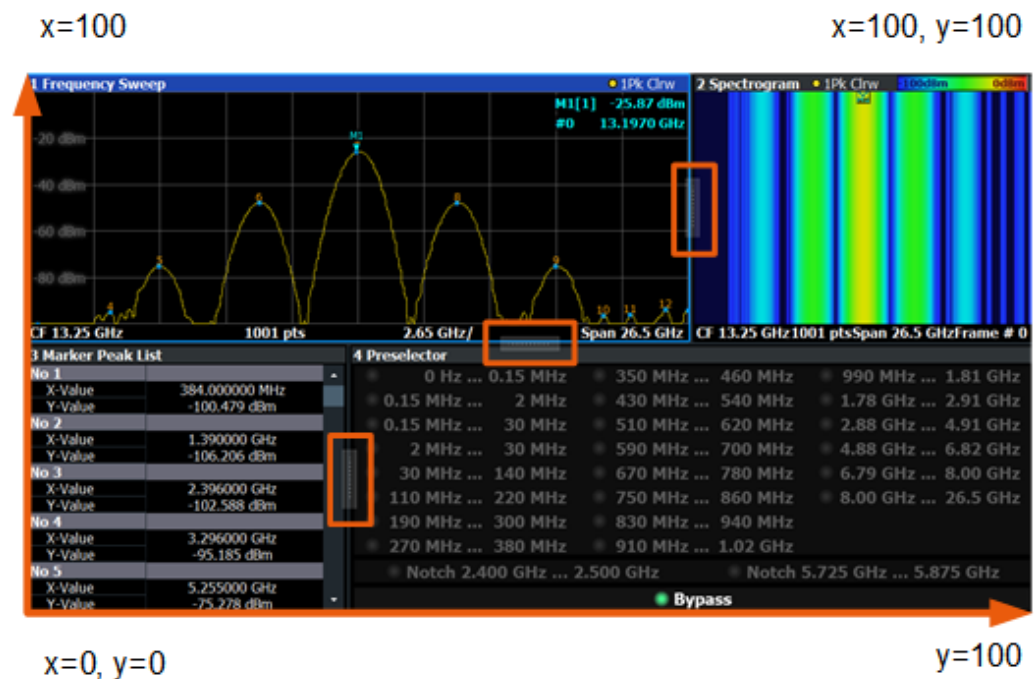 x=100
x=100, y=100
1 Frequency Sweep
1Pk Clrw
2 Spectrogram
1Pk Clrw
-100dBm
0dBm
M1[1] -25.87 dBm
#0 13.1970 GHz
M1
-20 dBm
-40 dBm
6
8
-60 dBm
5
9
-80 dBm
4
10
11
12
CF 13.25 GHz
1001 pts
2.65 GHz/
Span 26.5 GHz
CF 13.25 GHz1001 ptsSpan 26.5 GHzFrame # 0
3 Marker Peak List
4 Preselector
No 1
X-Value 384.000000 MHz
Y-Value -100.479 dBm
No 2
X-Value 1.390000 GHz
Y-Value -106.206 dBm
No 3
X-Value 2.396000 GHz
Y-Value -102.588 dBm
No 4
X-Value 3.296000 GHz
Y-Value -95.185 dBm
No 5
X-Value 5.255000 GHz
Y-Value -75.278 dBm
0 Hz ... 0.15 MHz 350 MHz ... 460 MHz 990 MHz ... 1.81 GHz
0.15 MHz ... 2 MHz 430 MHz ... 540 MHz 1.78 GHz ... 2.91 GHz
0.15 MHz ... 30 MHz 510 MHz ... 620 MHz 2.88 GHz ... 4.91 GHz
2 MHz ... 30 MHz 590 MHz ... 700 MHz 4.88 GHz ... 6.82 GHz
30 MHz ... 140 MHz 670 MHz ... 780 MHz 6.79 GHz ... 8.00 GHz
110 MHz ... 220 MHz 750 MHz ... 860 MHz 8.00 GHz ... 26.5 GHz
190 MHz ... 300 MHz 830 MHz ... 940 MHz
270 MHz ... 380 MHz 910 MHz ... 1.02 GHz
Notch 2.400 GHz ... 2.500 GHz Notch 5.725 GHz ... 5.875 GHz
Bypass
x=0, y=0
y=100